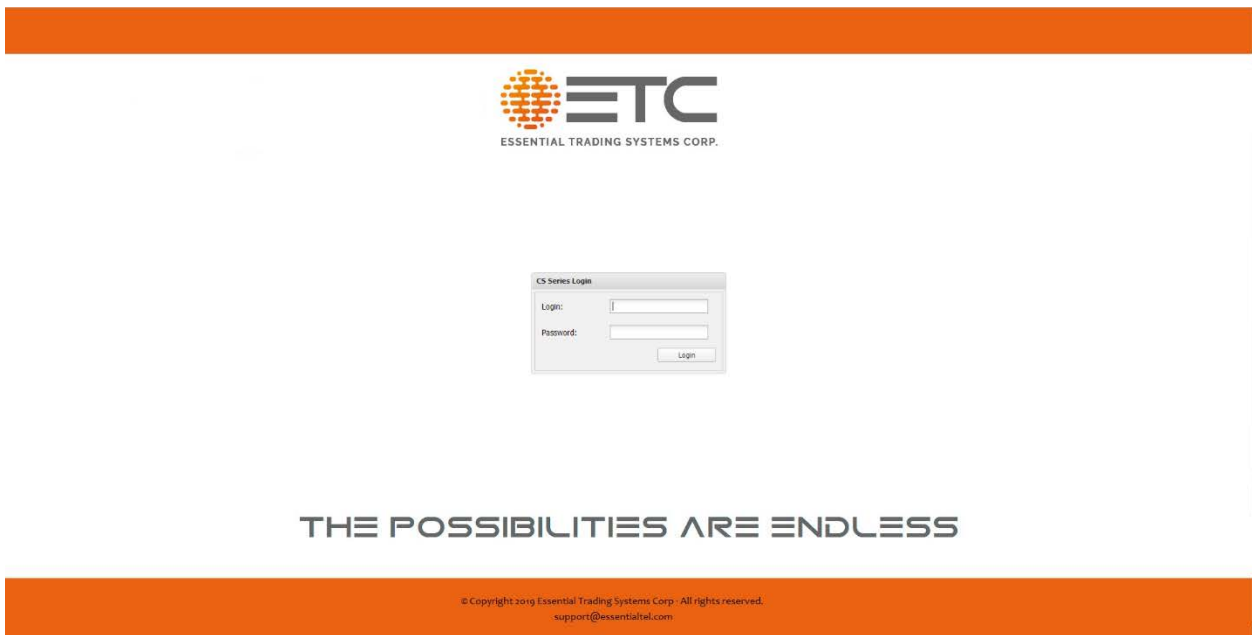 ETC
ESSENTIAL TRADING SYSTEMS CORP.
CS Series Login
Login:
Password:
Login
THE POSSIBILITIES ARE ENDLESS
© Copyright 2019 Essential Trading Systems Corp - All rights reserved.
support@essentialtel.com